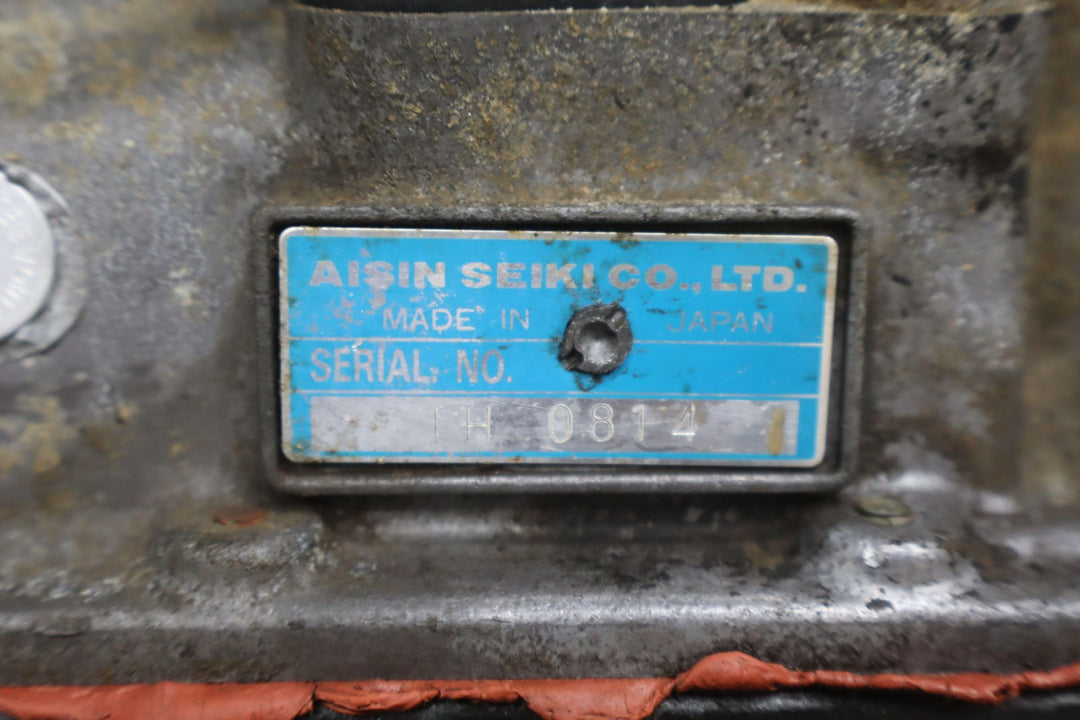 AISIN SEIKI CO., LTD.
MADE IN JAPAN
SERIAL NO.
1H 0814